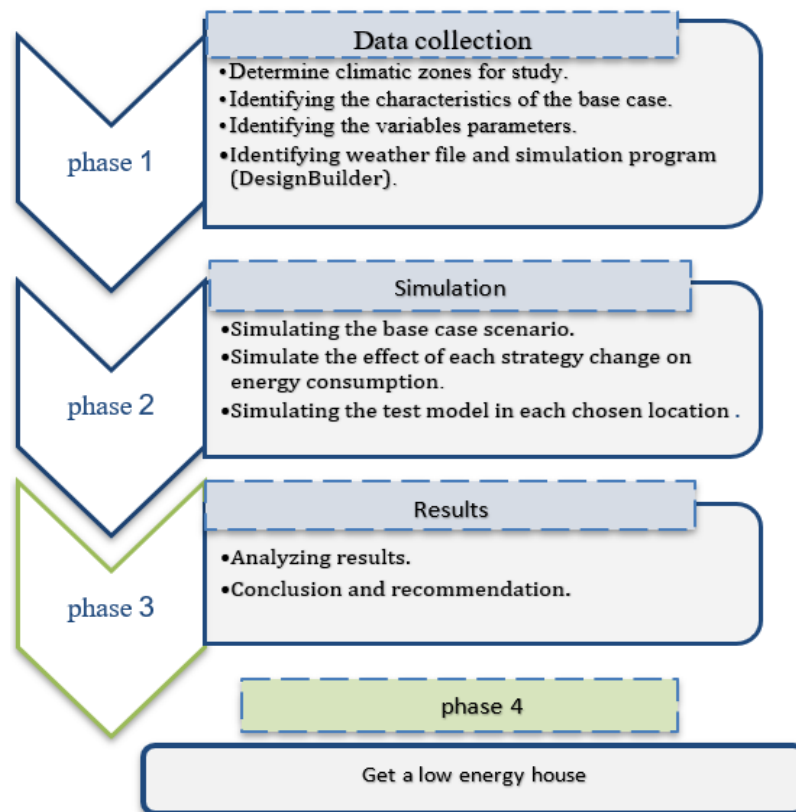 Data collection
•Determine climatic zones for study.
•Identifying the characteristics of the base case.
•Identifying the variables parameters.
•Identifying weather file and simulation program
(DesignBuilder).
phase 1
Simulation
•Simulating the base case scenario.
•Simulate the effect of each strategy change on
energy consumption.
•Simulating the test model in each chosen location .
phase 2
Results
•Analyzing results.
•Conclusion and recommendation.
phase 3
phase 4
Get a low energy house